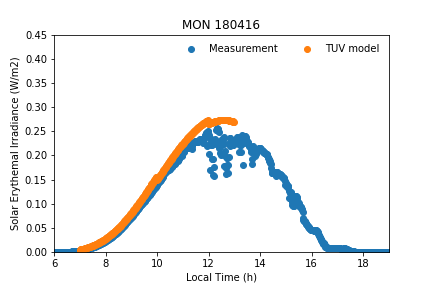 MON 180416
Measurement
TUV model
Solar Erythemal Irradiance (W/m2)
0.45
0.40
0.35
0.30
0.25
0.20
0.15
0.10
0.05
0.00
6 8 10 12 14 16 18
Local Time (h)